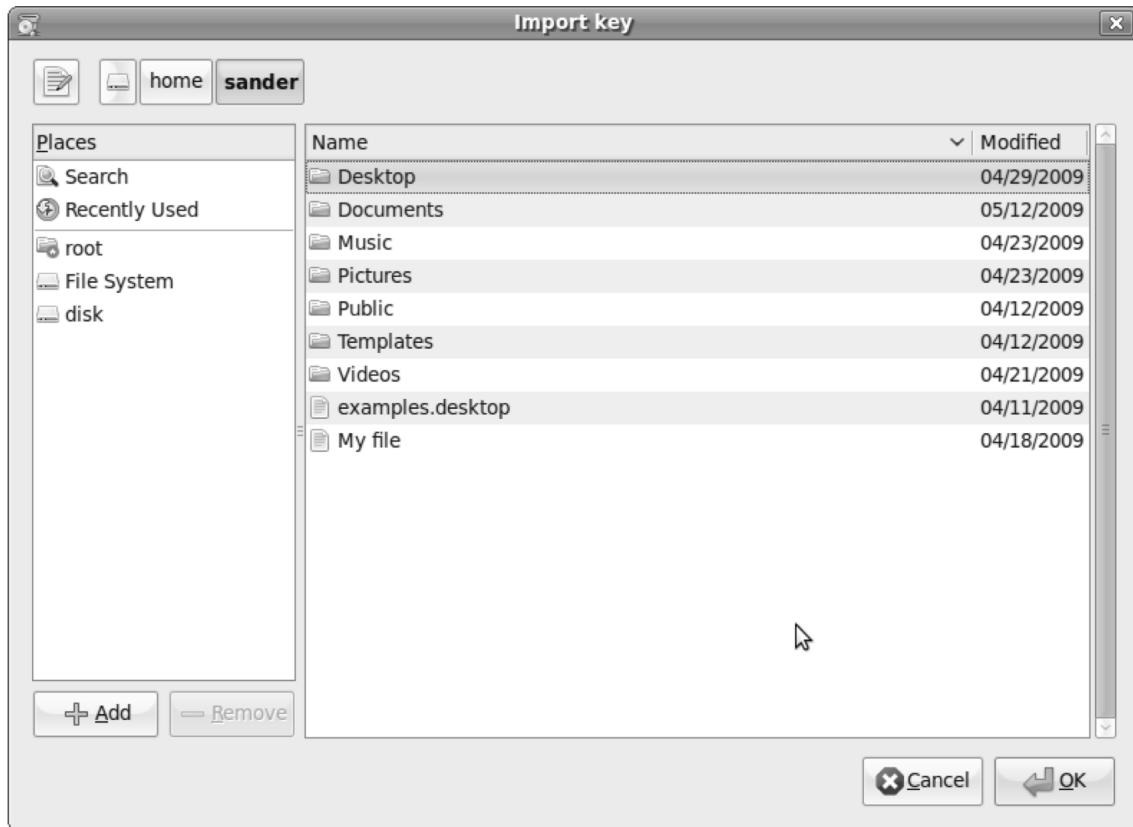 Import key
home sander
Places
Search
Recently Used
root
File System
disk
Name Modified
Desktop 04/29/2009
Documents 05/12/2009
Music 04/23/2009
Pictures 04/23/2009
Public 04/12/2009
Templates 04/12/2009
Videos 04/21/2009
examples.desktop 04/11/2009
My file 04/18/2009
Add Remove
Cancel OK